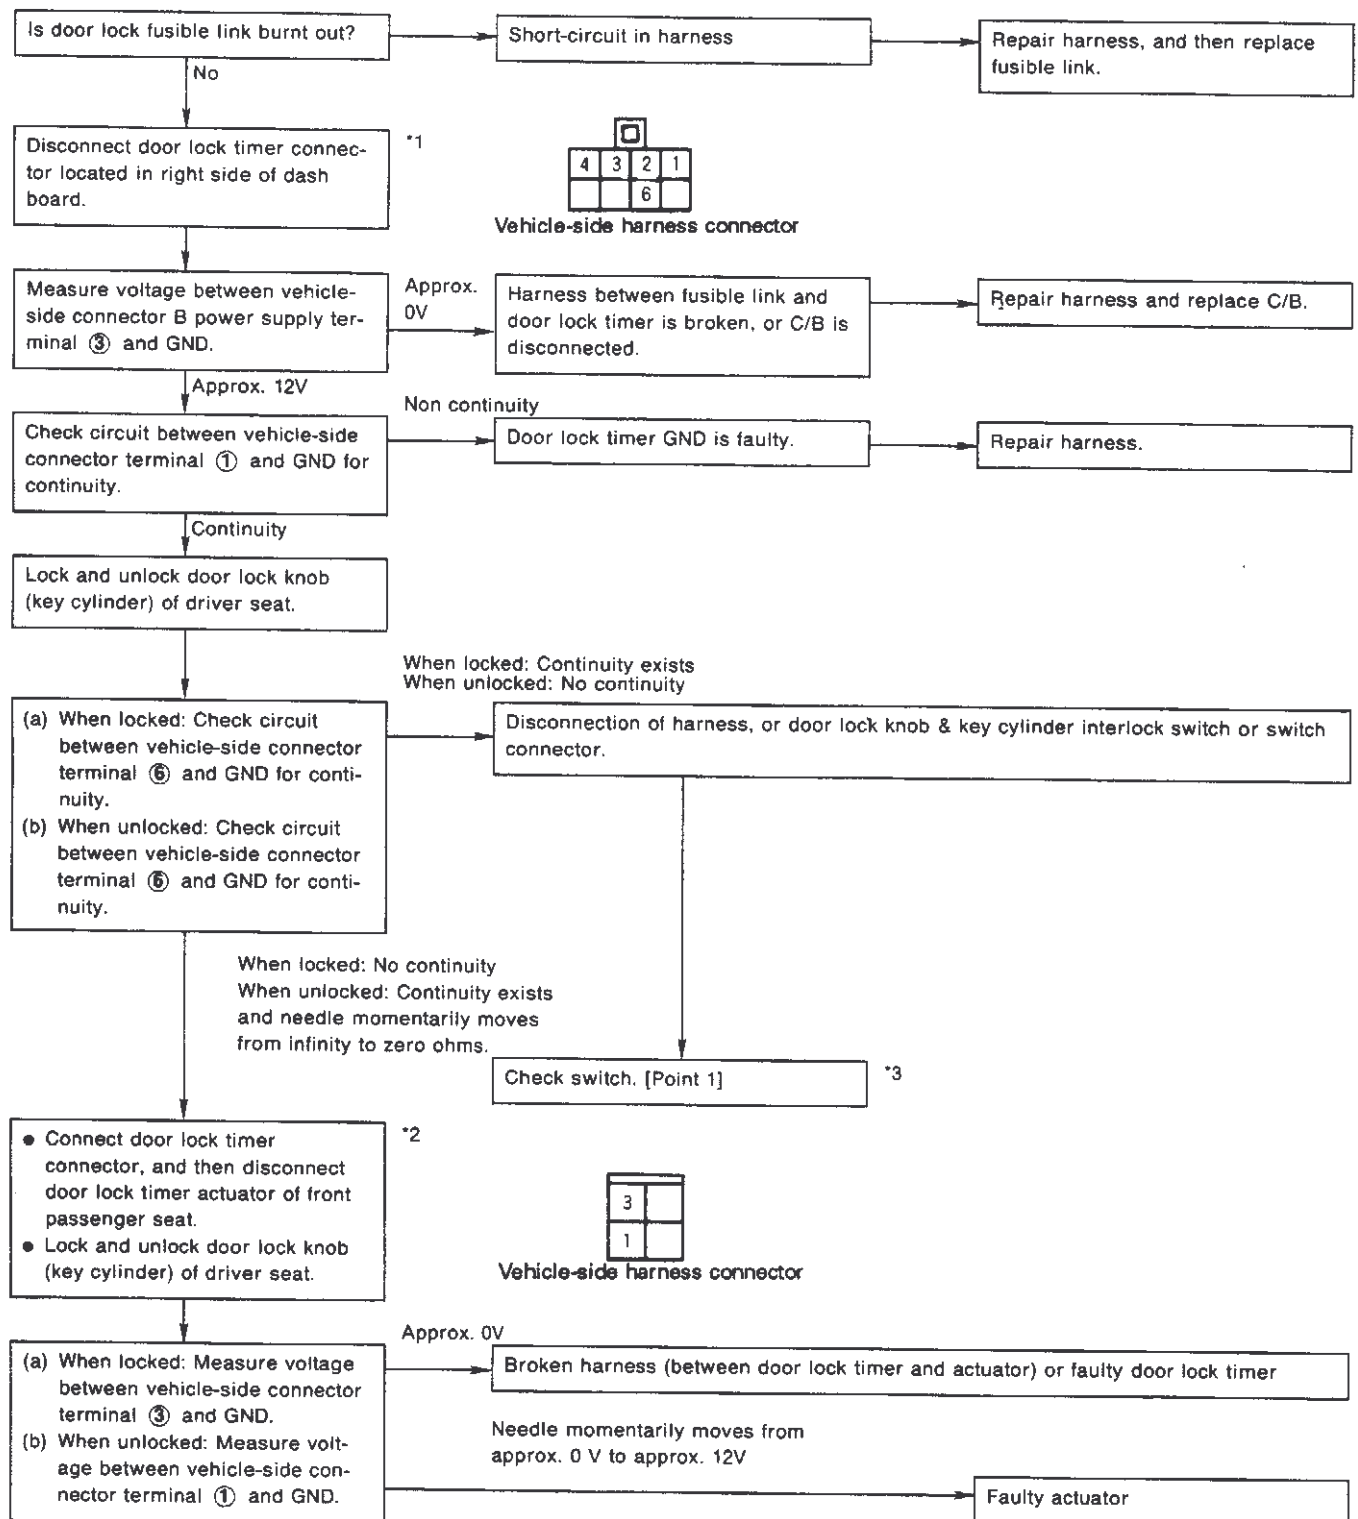 Is door lock fusible link burnt out?
Short-circuit in harness
Repair harness, and then replace
fusible link.
No
Disconnect door lock timer connec-
tor located in right side of dash
board.
*1
4 3 2 1
6
Vehicle-side harness connector
Measure voltage between vehicle-
side connector B power supply ter-
minal ③ and GND.
Approx.
0V
Harness between fusible link and
door lock timer is broken, or C/B is
disconnected.
Repair harness and replace C/B.
Approx. 12V
Check circuit between vehicle-side
connector terminal ① and GND for
continuity.
Non continuity
Door lock timer GND is faulty.
Repair harness.
Continuity
Lock and unlock door lock knob
(key cylinder) of driver seat.
When locked: Continuity exists
When unlocked: No continuity
(a) When locked: Check circuit
between vehicle-side connector
terminal ⑥ and GND for conti-
nuity.
(b) When unlocked: Check circuit
between vehicle-side connector
terminal ⑥ and GND for conti-
nuity.
Disconnection of harness, or door lock knob & key cylinder interlock switch or switch
connector.
When locked: No continuity
When unlocked: Continuity exists
and needle momentarily moves
from infinity to zero ohms.
Check switch. [Point 1]
*3
● Connect door lock timer
connector, and then disconnect
door lock timer actuator of front
passenger seat.
● Lock and unlock door lock knob
(key cylinder) of driver seat.
*2
3
1
Vehicle-side harness connector
(a) When locked: Measure voltage
between vehicle-side connector
terminal ③ and GND.
(b) When unlocked: Measure volt-
age between vehicle-side con-
nector terminal ① and GND.
Approx. 0V
Broken harness (between door lock timer and actuator) or faulty door lock timer
Needle momentarily moves from
approx. 0 V to approx. 12V
Faulty actuator